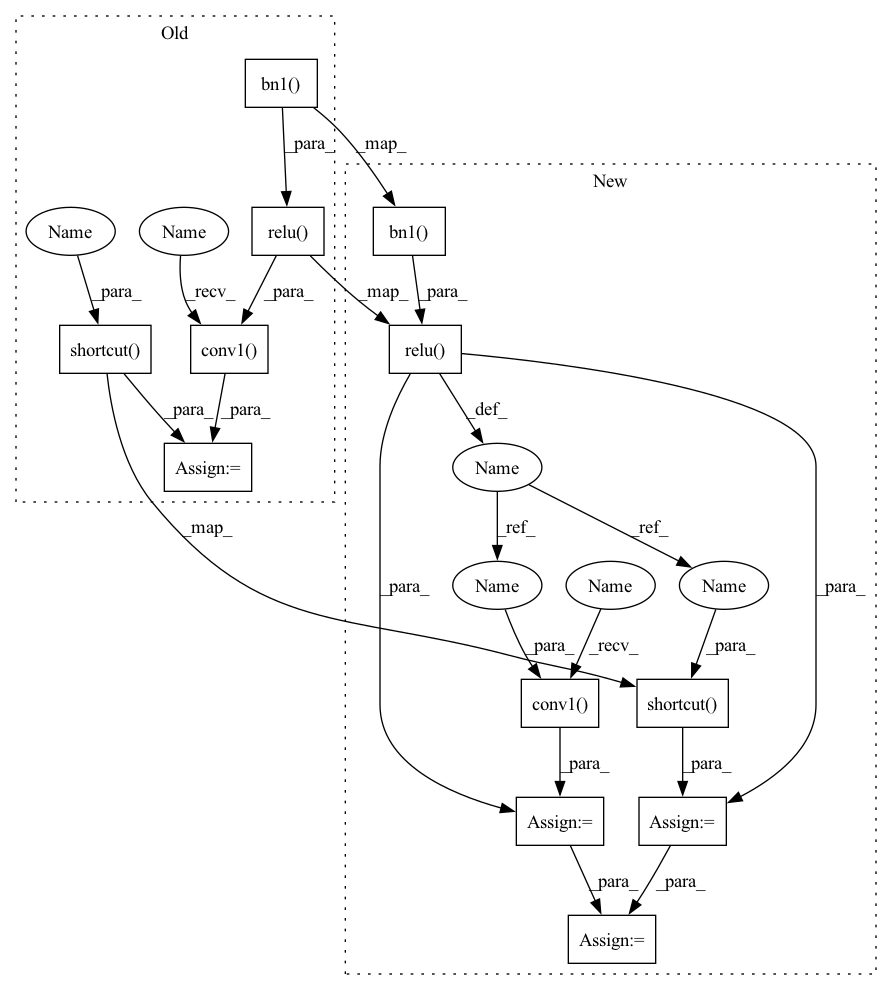 Old
bn1()
_para_ _map_
New
Name Name relu() bn1()
_para_ _recv_ _para_ _map_ _para_
shortcut() conv1() relu()
_para_ _para_ _def_
Assign:= Name
_map_ _ref_ _ref_
_para_ Name Name Name _para_
_para_ _recv_ _para_
conv1() shortcut()
_para_ _para_
Assign:= Assign:=
_para_ _para_
Assign:=